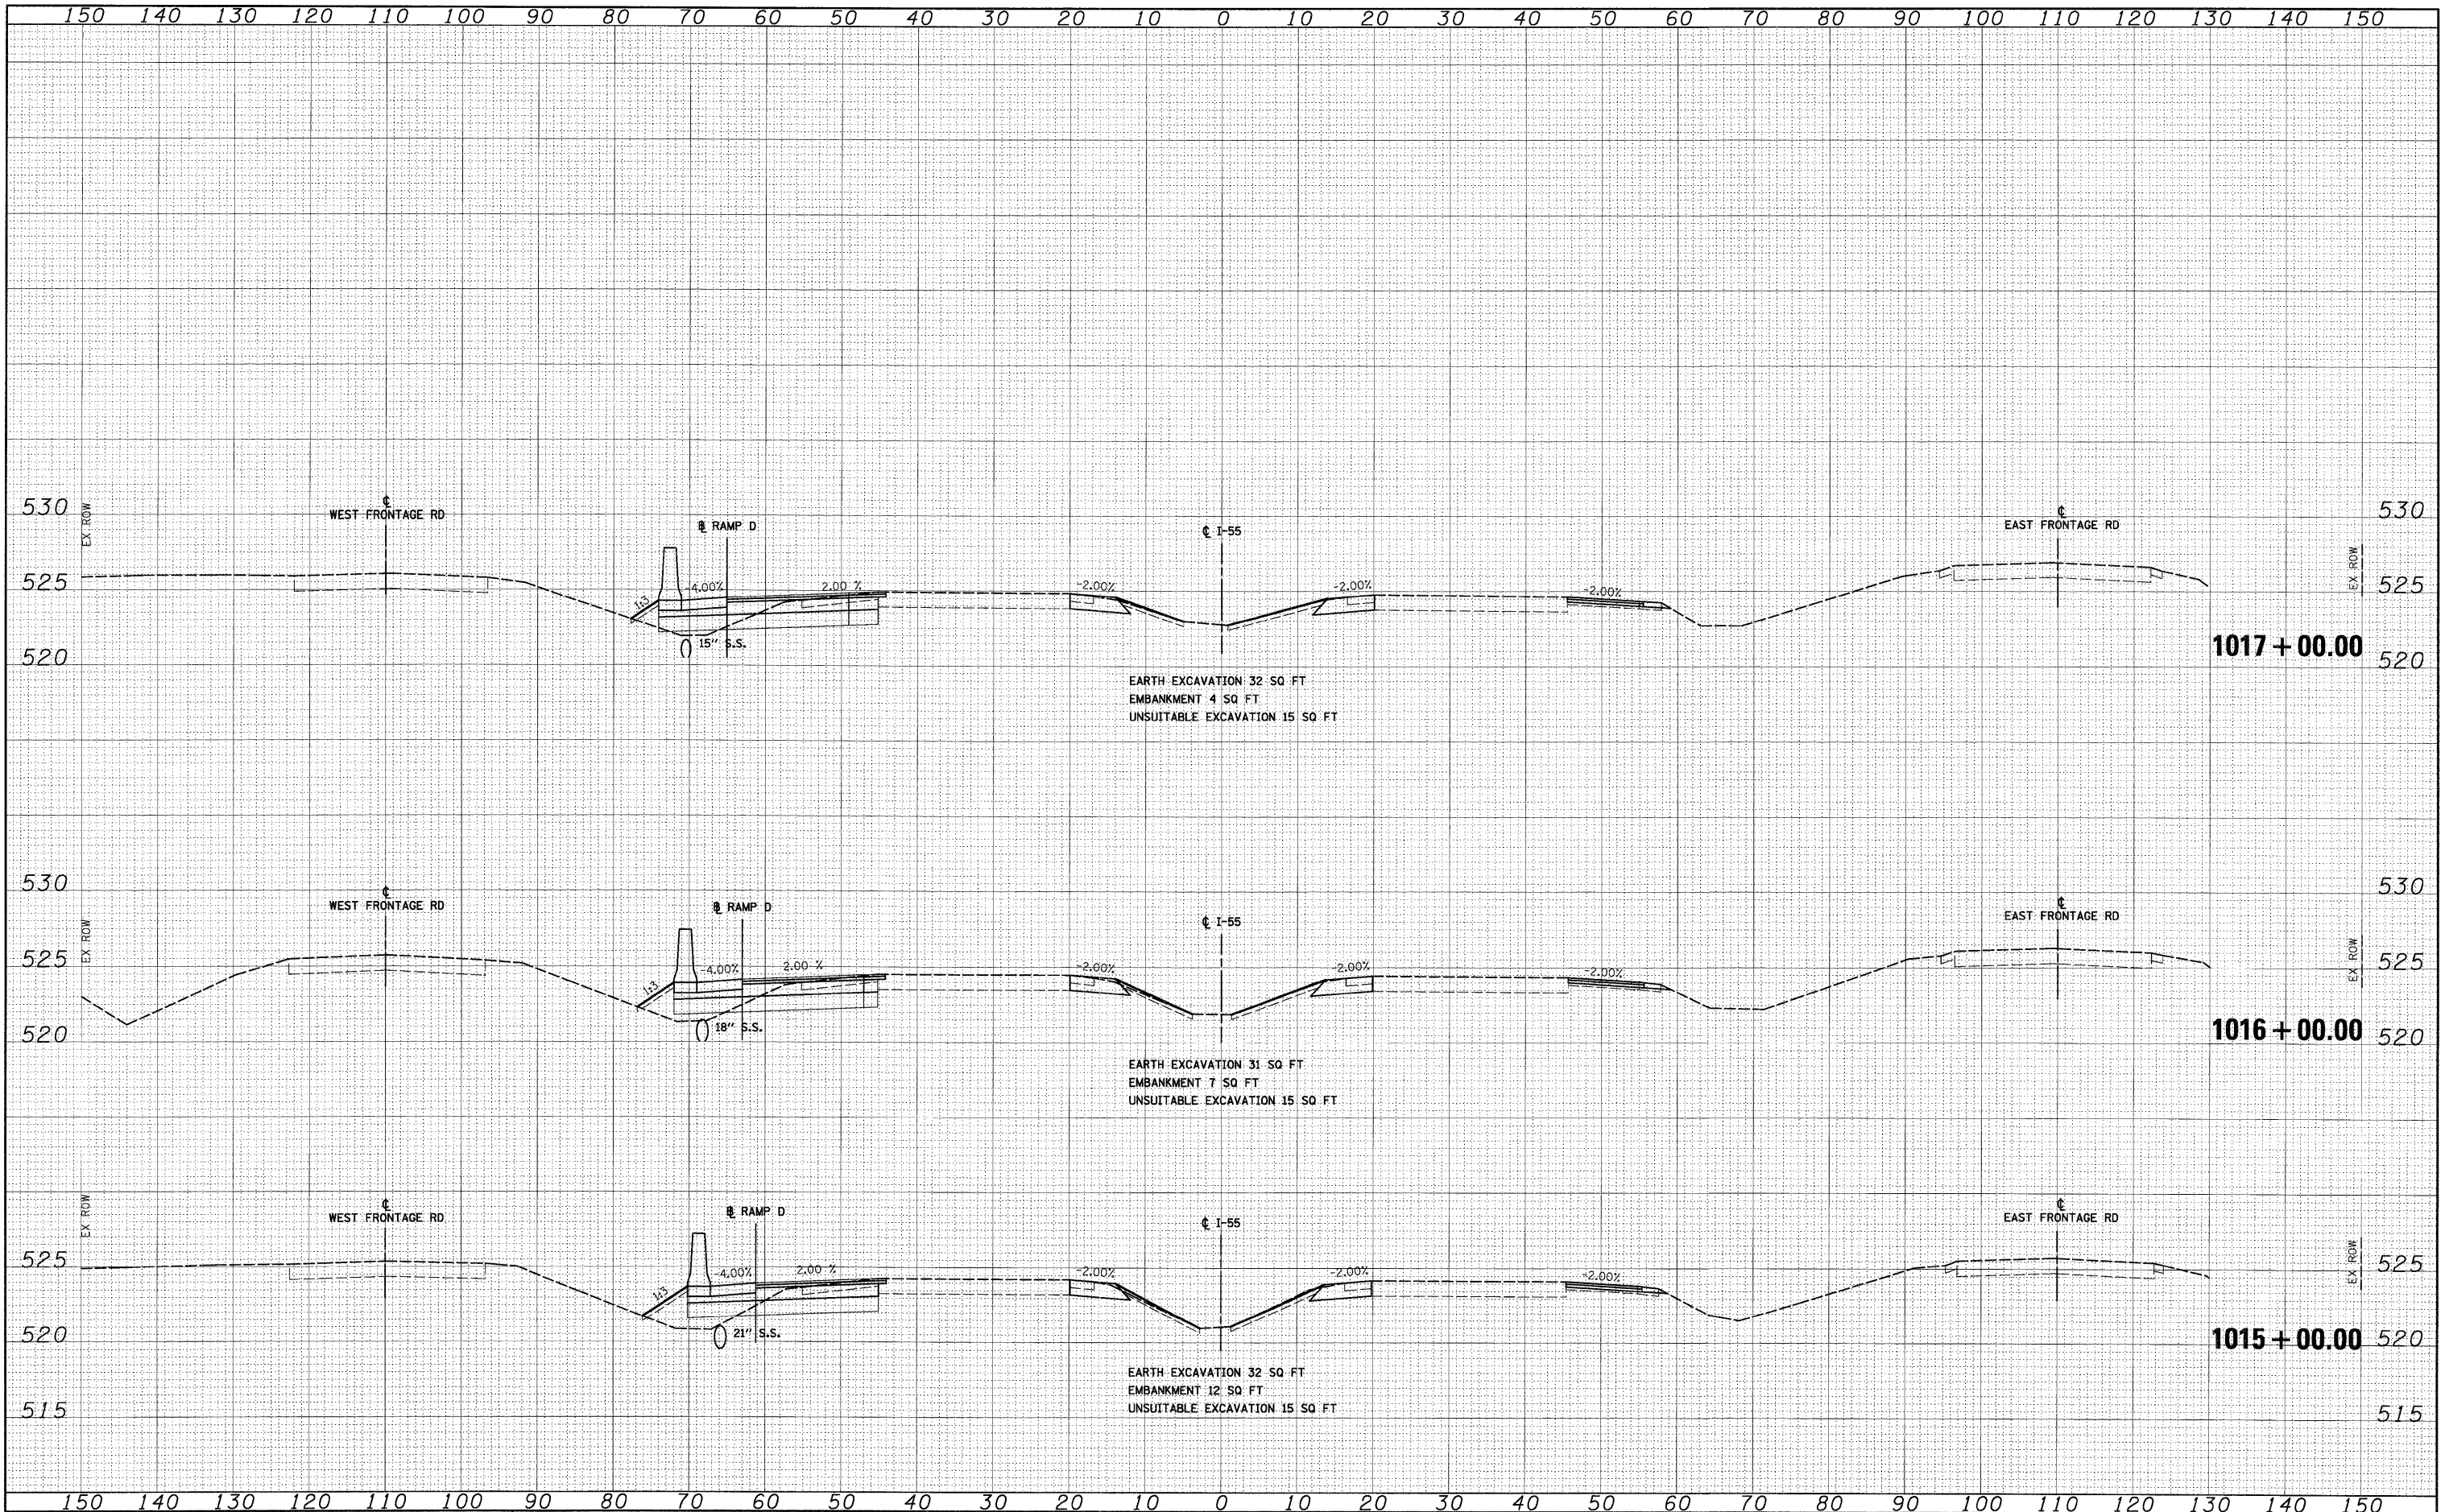 150 140 130 120 110 100 90 80 70 60 50 40 30 20 10 0 10 20 30 40 50 60 70 80 90 100 110 120 130 140 150
530 530
EX ROW
℄
WEST FRONTAGE RD
℄
EAST FRONTAGE RD
RAMP D
℄ I-55
EX ROW
525 525
1:3
-4.00%
2.00 %
-2.00%
-2.00%
-2.00%
15" S.S.
1017+00.00
520 520
EARTH EXCAVATION 32 SQ FT
EMBANKMENT 4 SQ FT
UNSUITABLE EXCAVATION 15 SQ FT
530 530
EX ROW
℄
WEST FRONTAGE RD
RAMP D
℄
EAST FRONTAGE RD
℄ I-55
EX ROW
525 525
1:3
-4.00%
2.00 %
-2.00%
-2.00%
-2.00%
18" S.S.
1016+00.00
520 520
EARTH EXCAVATION 31 SQ FT
EMBANKMENT 7 SQ FT
UNSUITABLE EXCAVATION 15 SQ FT
EX ROW
℄
WEST FRONTAGE RD
RAMP D
℄
EAST FRONTAGE RD
℄ I-55
EX ROW
525 525
1:3
-4.00%
2.00 %
-2.00%
-2.00%
-2.00%
21" S.S.
1015+00.00
520 520
EARTH EXCAVATION 32 SQ FT
EMBANKMENT 12 SQ FT
UNSUITABLE EXCAVATION 15 SQ FT
515 515
150 140 130 120 110 100 90 80 70 60 50 40 30 20 10 0 10 20 30 40 50 60 70 80 90 100 110 120 130 140 150